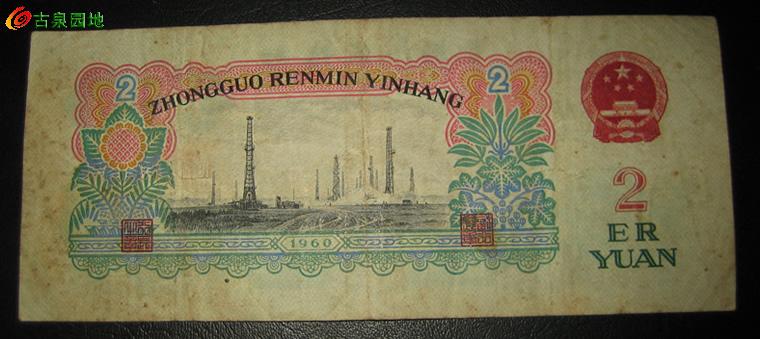 古泉园地
2
2
ZHONGGUO RENMIN YINHANG
2
ER
YUAN
1960